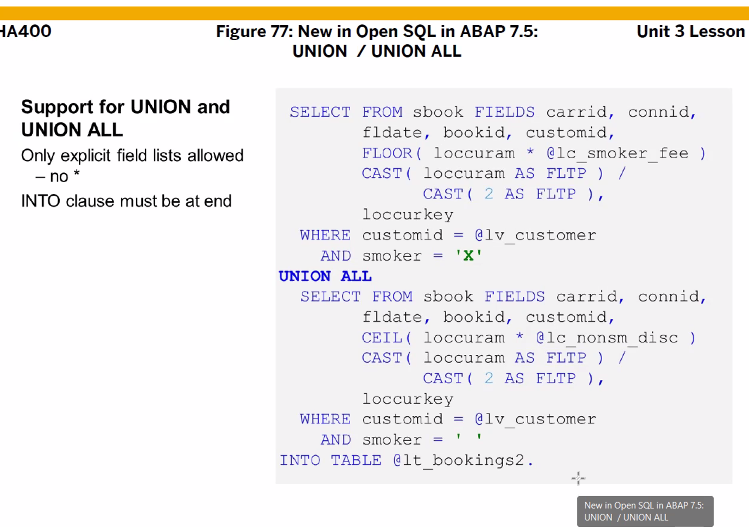 HA400
Figure 77: New in Open SQL in ABAP 7.5:
UNION / UNION ALL
Unit 3 Lesson
Support for UNION and
UNION ALL
Only explicit field lists allowed
– no *
INTO clause must be at end
SELECT FROM sbook FIELDS carrid, connid,
fldate, bookid, customid,
FLOOR( loccuram * @lc_smoker_fee )
CAST( loccuram AS FLTP ) /
CAST( 2 AS FLTP ),
loccurkey
WHERE customid = @lv_customer
AND smoker = 'X'
UNION ALL
SELECT FROM sbook FIELDS carrid, connid,
fldate, bookid, customid,
CEIL( loccuram * @lc_nonsm_disc )
CAST( loccuram AS FLTP ) /
CAST( 2 AS FLTP ),
loccurkey
WHERE customid = @lv_customer
AND smoker = ' '
INTO TABLE @lt_bookings2.
New in Open SQL in ABAP 7.5:
UNION / UNION ALL